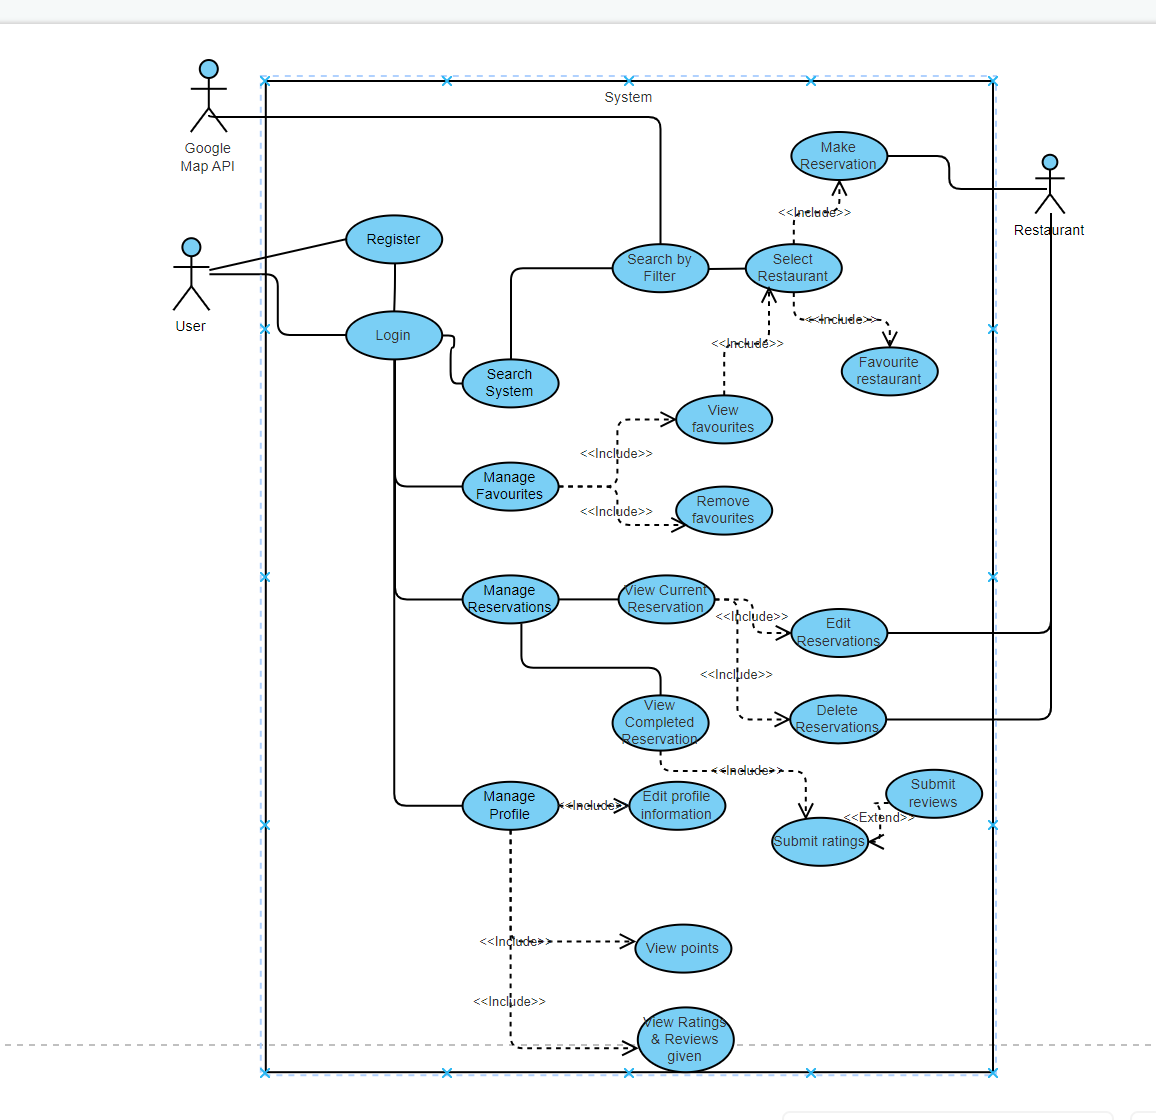 System
Google
Map API
Make
Reservation
Restaurant
<<Include>>
Register
User
Search by
Filter
Select
Restaurant
Login
<<Include>>
<<Include>>
Search
System
Favourite
restaurant
View
favourites
<<Include>>
Manage
Favourites
Remove
favourites
<<Include>>
Manage
Reservations
View Current
Reservation
<<Include>>
Edit
Reservations
<<Include>>
View
Completed
Reservation
Delete
Reservations
<<Include>>
Manage
Profile
<<Include>>
Edit profile
information
Submit
reviews
<<Extend>>
Submit ratings
<<Include>>
View points
<<Include>>
View Ratings
& Reviews
given